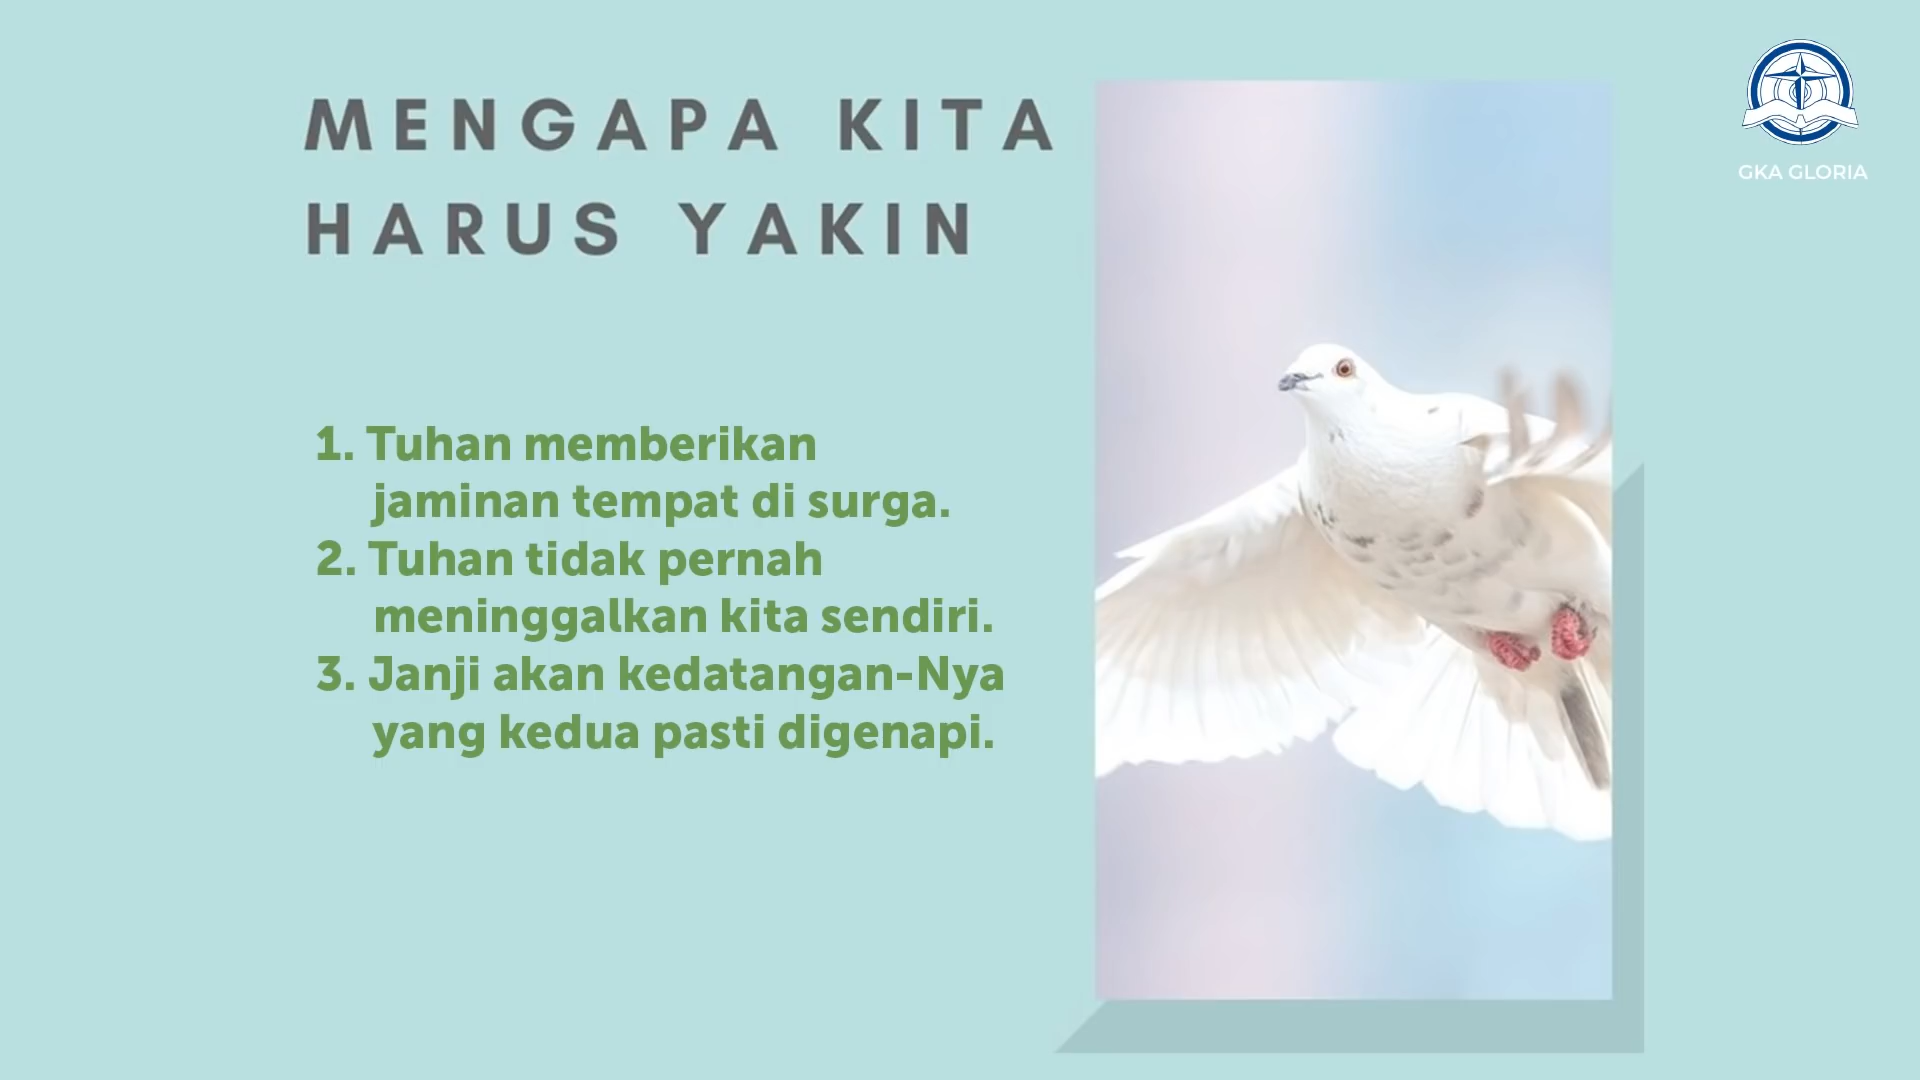 MENGAPA KITA
HARUS YAKIN
1. Tuhan memberikan
jaminan tempat di surga.
2. Tuhan tidak pernah
meninggalkan kita sendiri.
3. Janji akan kedatangan-Nya
yang kedua pasti digenapi.
GKA GLORIA